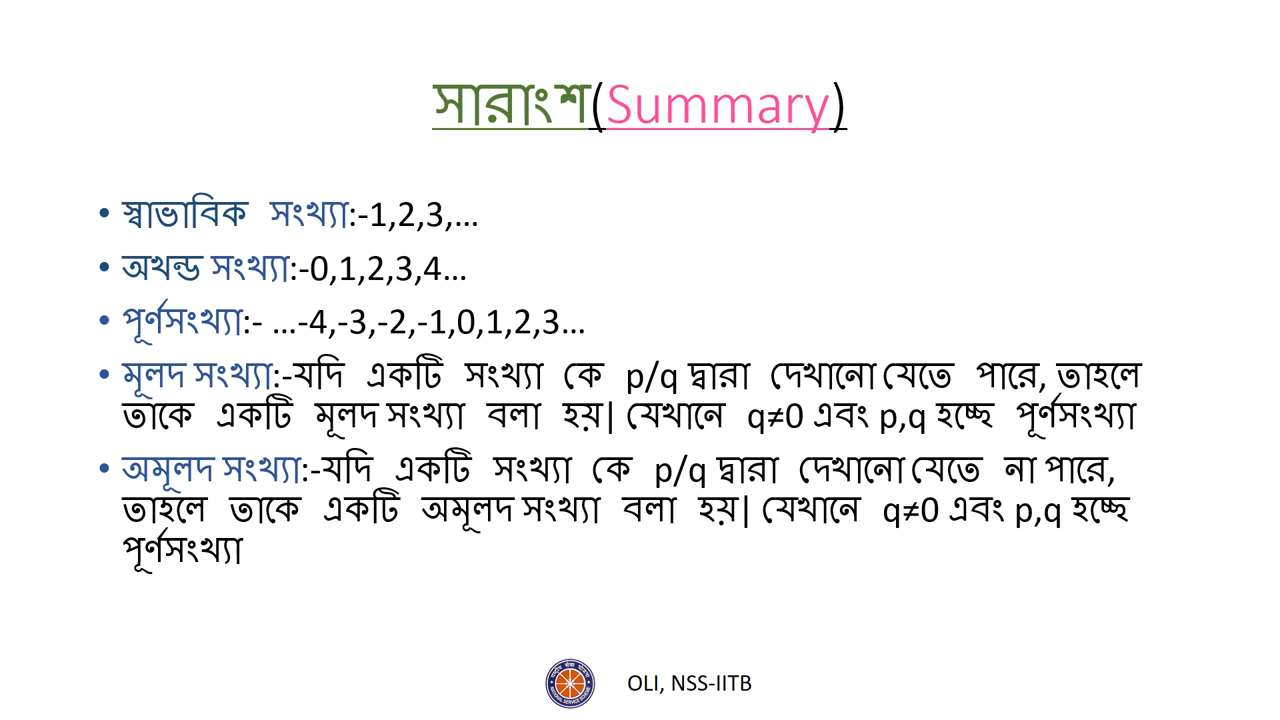 সারাংশ(Summary)
• স্বাভাবিক সংখ্যা:-1,2,3,...
• অখন্ড সংখ্যা:-0,1,2,3,4...
• পূর্ণসংখ্যা:- ...-4,-3,-2,-1,0,1,2,3...
• মূলদ সংখ্যা:-যদি একটি সংখ্যা কে p/q দ্বারা দেখানো যেতে পারে, তাহলে
তাকে একটি মূলদ সংখ্যা বলা হয়| যেখানে q≠0 এবং p,q হচ্ছে পূর্ণসংখ্যা
• অমূলদ সংখ্যা:-যদি একটি সংখ্যা কে p/q দ্বারা দেখানো যেতে না পারে,
তাহলে তাকে একটি অমূলদ সংখ্যা বলা হয়| যেখানে q≠0 এবং p,q হচ্ছে
পূর্ণসংখ্যা
OLI, NSS-IITB